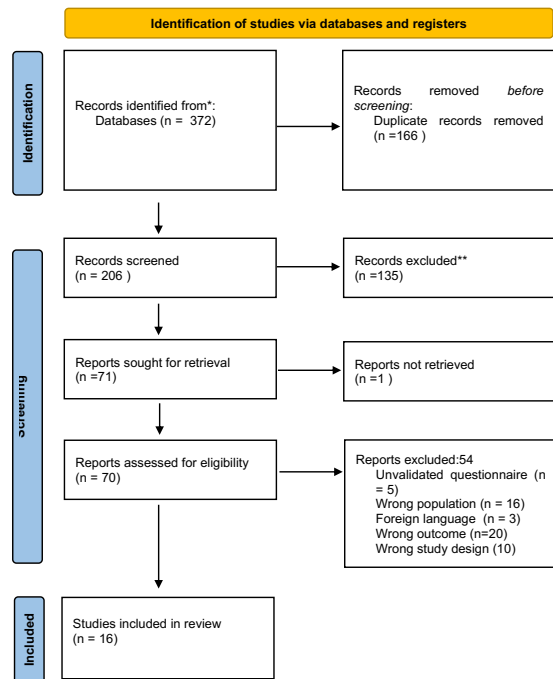 Identification of studies via databases and registers
Identification
Records identified from*:
Databases (n = 372)
Records removed before
screening:
Duplicate records removed
(n =166 )
Screening
Records screened
(n = 206 )
Records excluded**
(n =135)
Reports sought for retrieval
(n =71)
Reports not retrieved
(n =1 )
Reports assessed for eligibility
(n = 70)
Reports excluded:54
Unvalidated questionnaire (n
= 5)
Wrong population (n = 16)
Foreign language (n = 3)
Wrong outcome (n=20)
Wrong study design (10)
Included
Studies included in review
(n = 16)